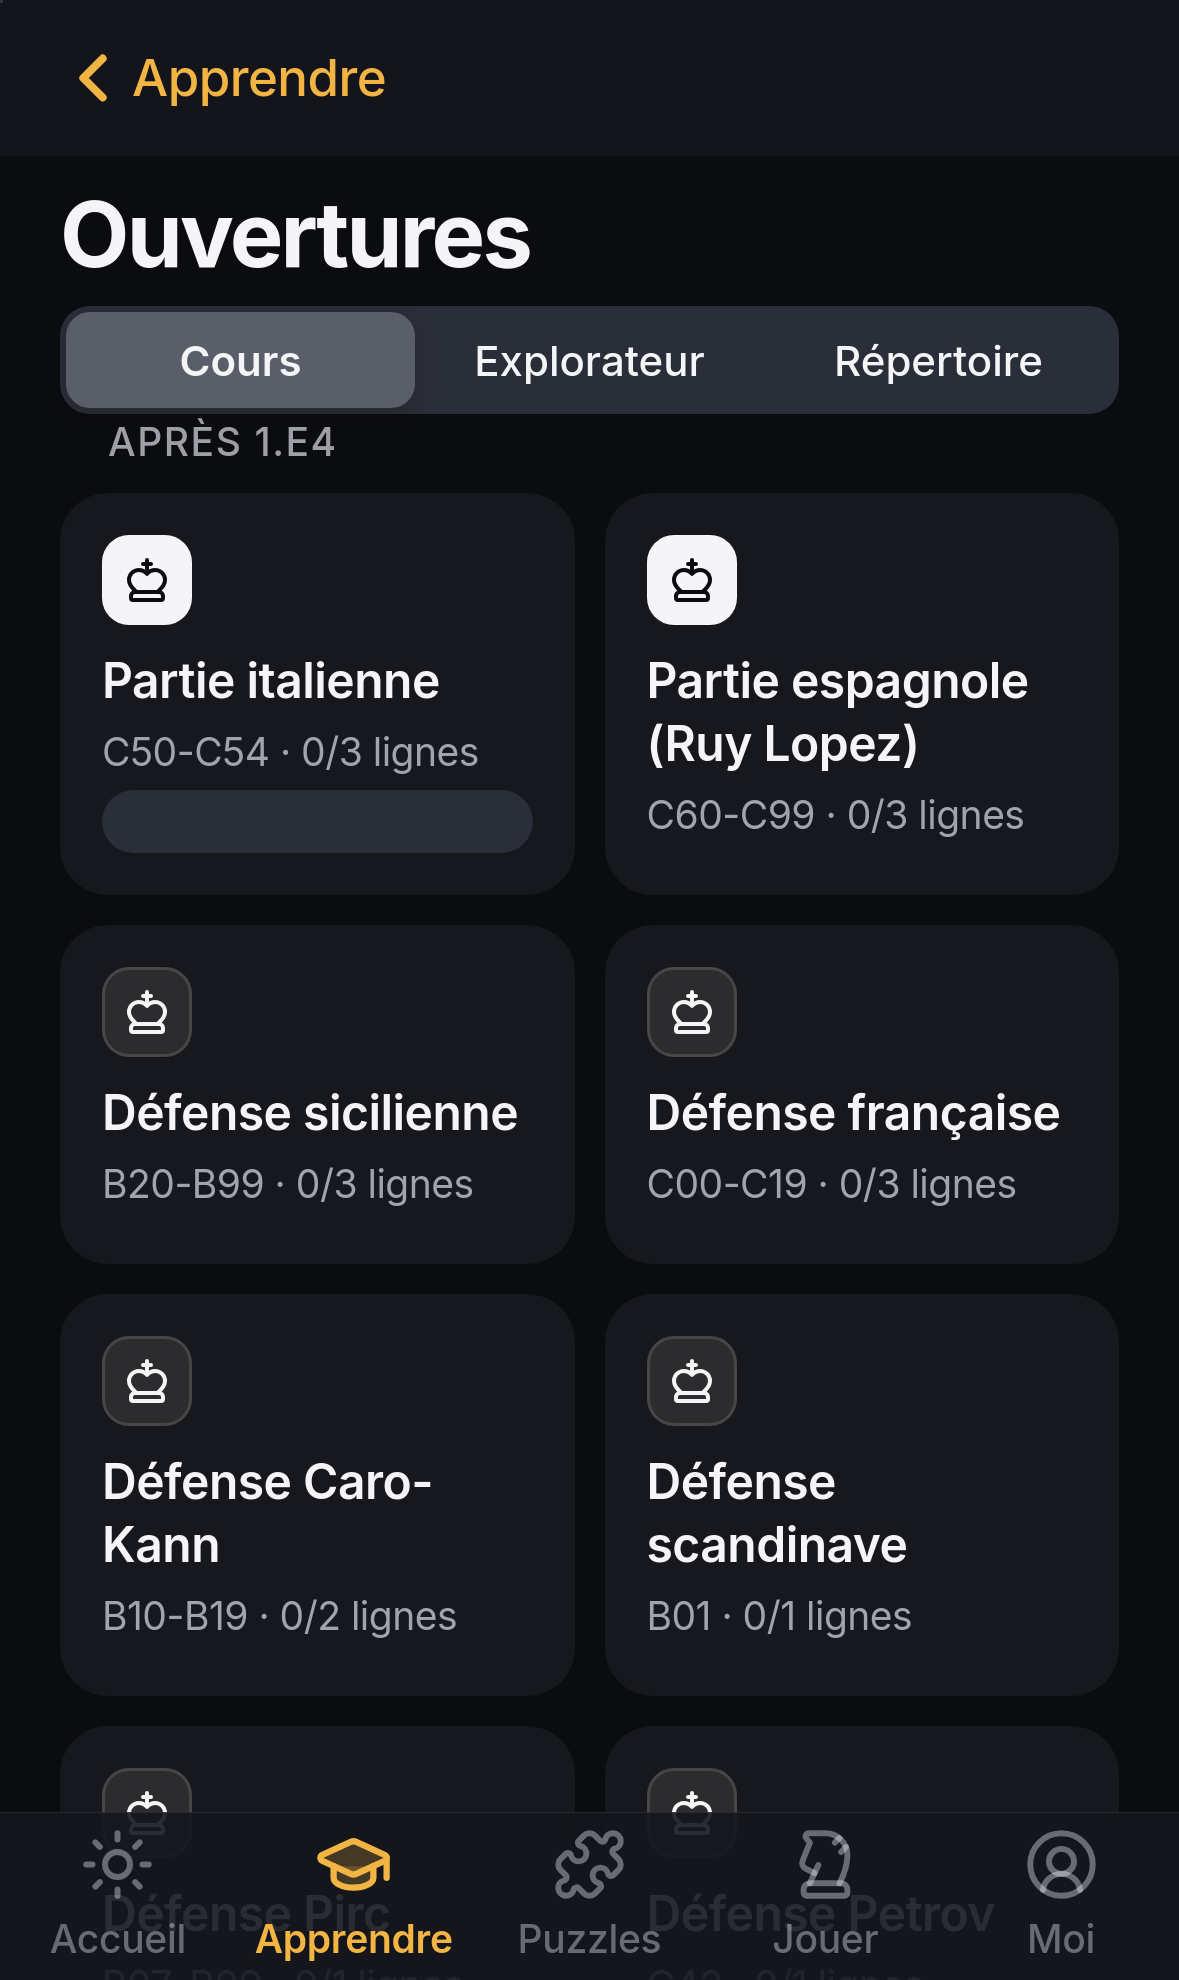 Apprendre
Ouvertures
Cours
Explorateur
Répertoire
APRÈS 1.E4
Partie italienne
C50-C54 · 0/3 lignes
Partie espagnole
(Ruy Lopez)
C60-C99 · 0/3 lignes
Défense sicilienne
B20-B99 · 0/3 lignes
Défense française
C00-C19 · 0/3 lignes
Défense Caro-
Kann
B10-B19 · 0/2 lignes
Défense
scandinave
B01 · 0/1 lignes
Défense Pirc
Défense Petrov
Accueil
Apprendre
Puzzles
Jouer
Moi